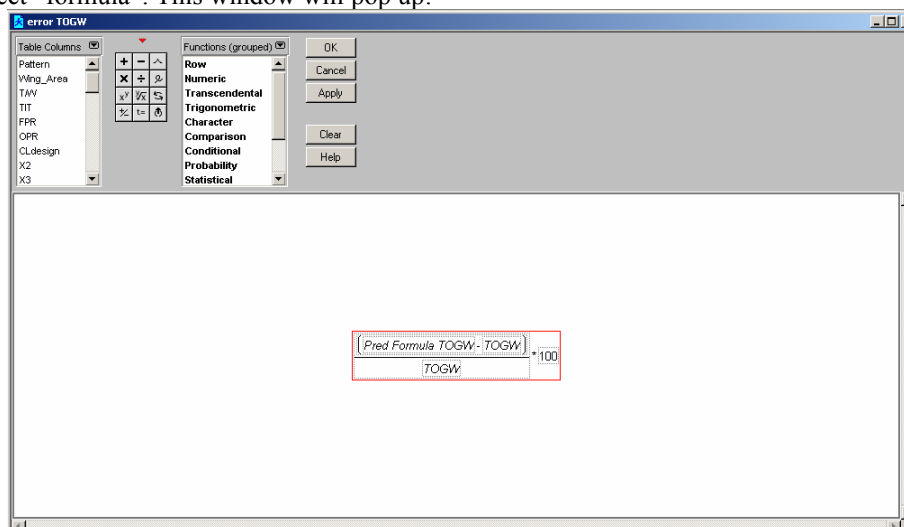 ect "formula". This window will pop up:
error TOGW
Table Columns
Pattern
Wing_Area
T/W
TIT
FPR
OPR
CLdesign
X2
X3
Functions (grouped)
Row
Numeric
Transcendental
Trigonometric
Character
Comparison
Conditional
Probability
Statistical
OK
Cancel
Apply
Clear
Help
(Pred Formula TOGW - TOGW)
TOGW
* 100